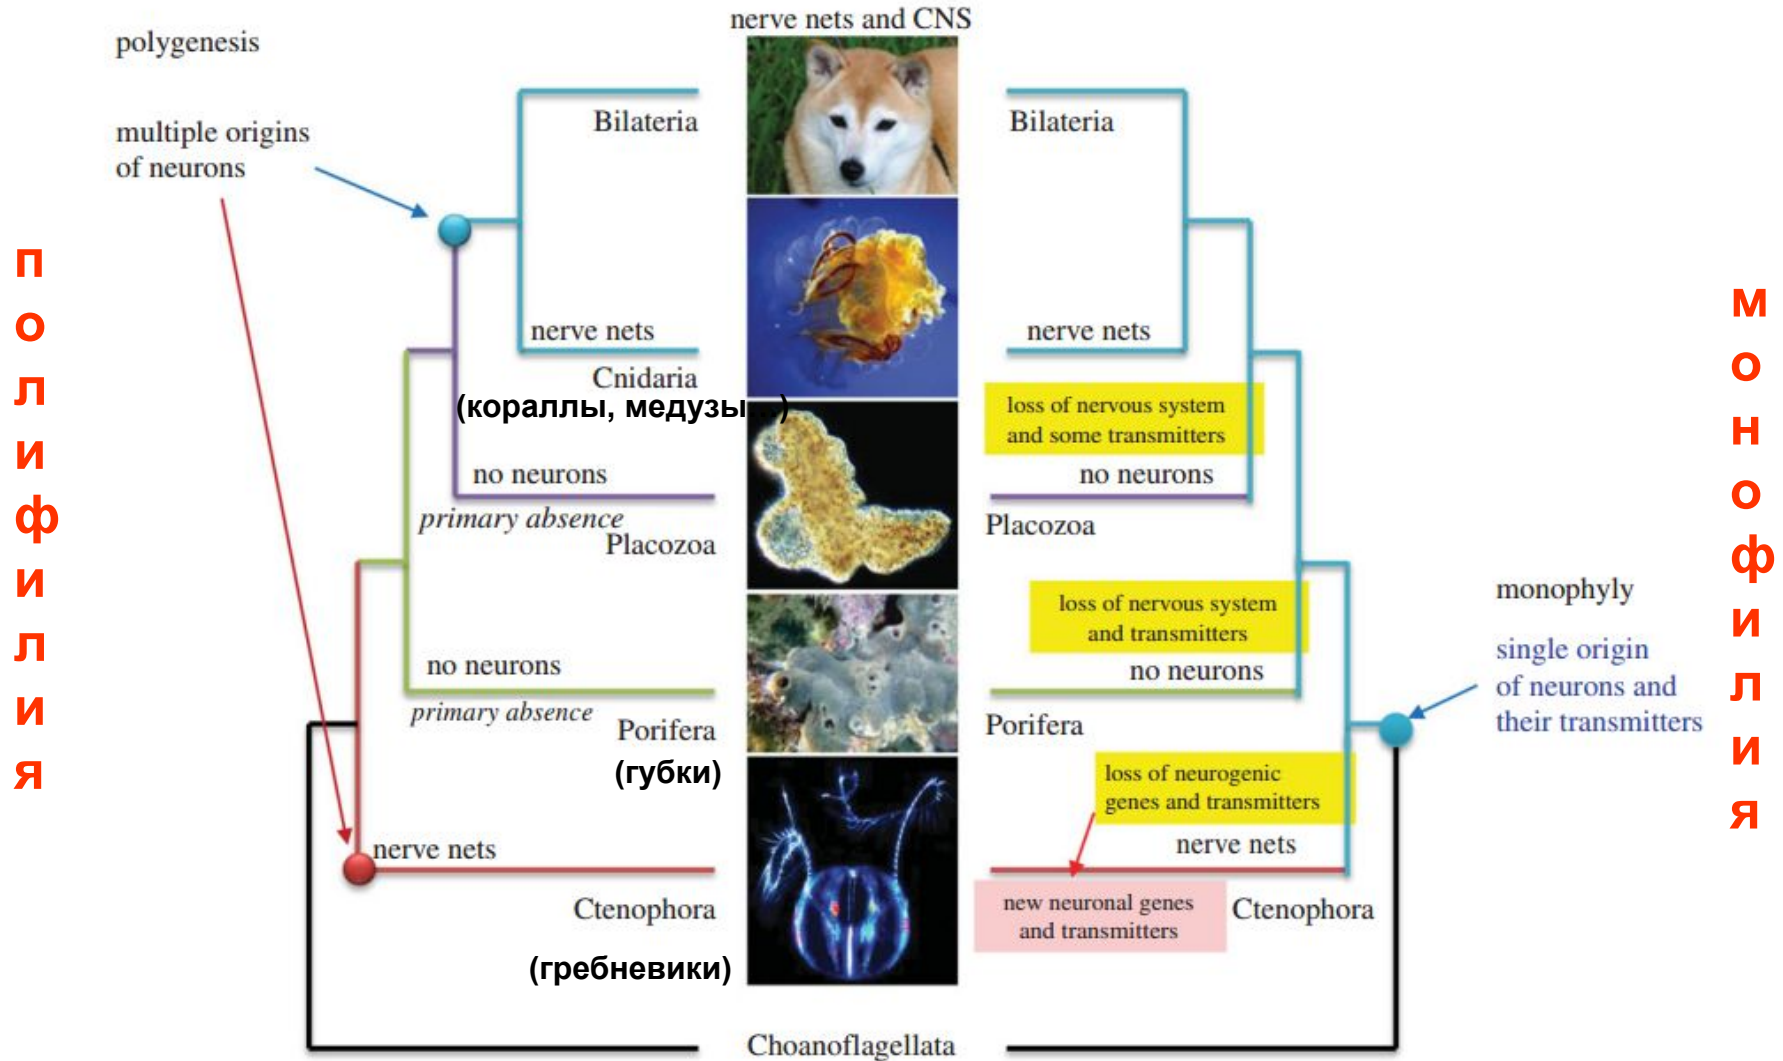 nerve nets and CNS
polygenesis
multiple origins
of neurons
полифилия
Bilateria
nerve nets
Cnidaria
(кораллы, медузы...)
no neurons
primary absence
Placozoa
no neurons
primary absence
Porifera
(губки)
nerve nets
Ctenophora
(гребневики)
Choanoflagellata
Bilateria
nerve nets
loss of nervous system
and some transmitters
no neurons
Placozoa
loss of nervous system
and transmitters
no neurons
Porifera
loss of neurogenic
genes and transmitters
nerve nets
new neuronal genes
and transmitters
Ctenophora
monophyly
single origin
of neurons and
their transmitters
монофилия